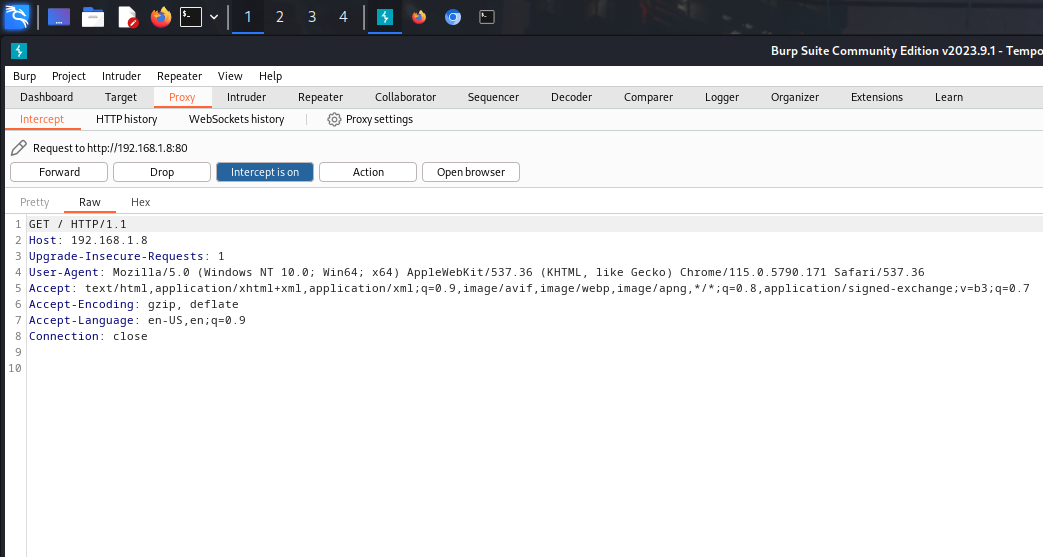 1 2 3 4
Burp Suite Community Edition v2023.9.1 - Tempo
Burp Project Intruder Repeater View Help
Dashboard Target Proxy Intruder Repeater Collaborator Sequencer Decoder Comparer Logger Organizer Extensions Learn
Intercept HTTP history WebSockets history Proxy settings
Request to http://192.168.1.8:80
Forward Drop Intercept is on Action Open browser
Pretty Raw Hex
1 GET / HTTP/1.1
2 Host: 192.168.1.8
3 Upgrade-Insecure-Requests: 1
4 User-Agent: Mozilla/5.0 (Windows NT 10.0; Win64; x64) AppleWebKit/537.36 (KHTML, like Gecko) Chrome/115.0.5790.171 Safari/537.36
5 Accept: text/html,application/xhtml+xml,application/xml;q=0.9,image/avif,image/webp,image/apng,*/*;q=0.8,application/signed-exchange;v=b3;q=0.7
6 Accept-Encoding: gzip, deflate
7 Accept-Language: en-US,en;q=0.9
8 Connection: close
9
10